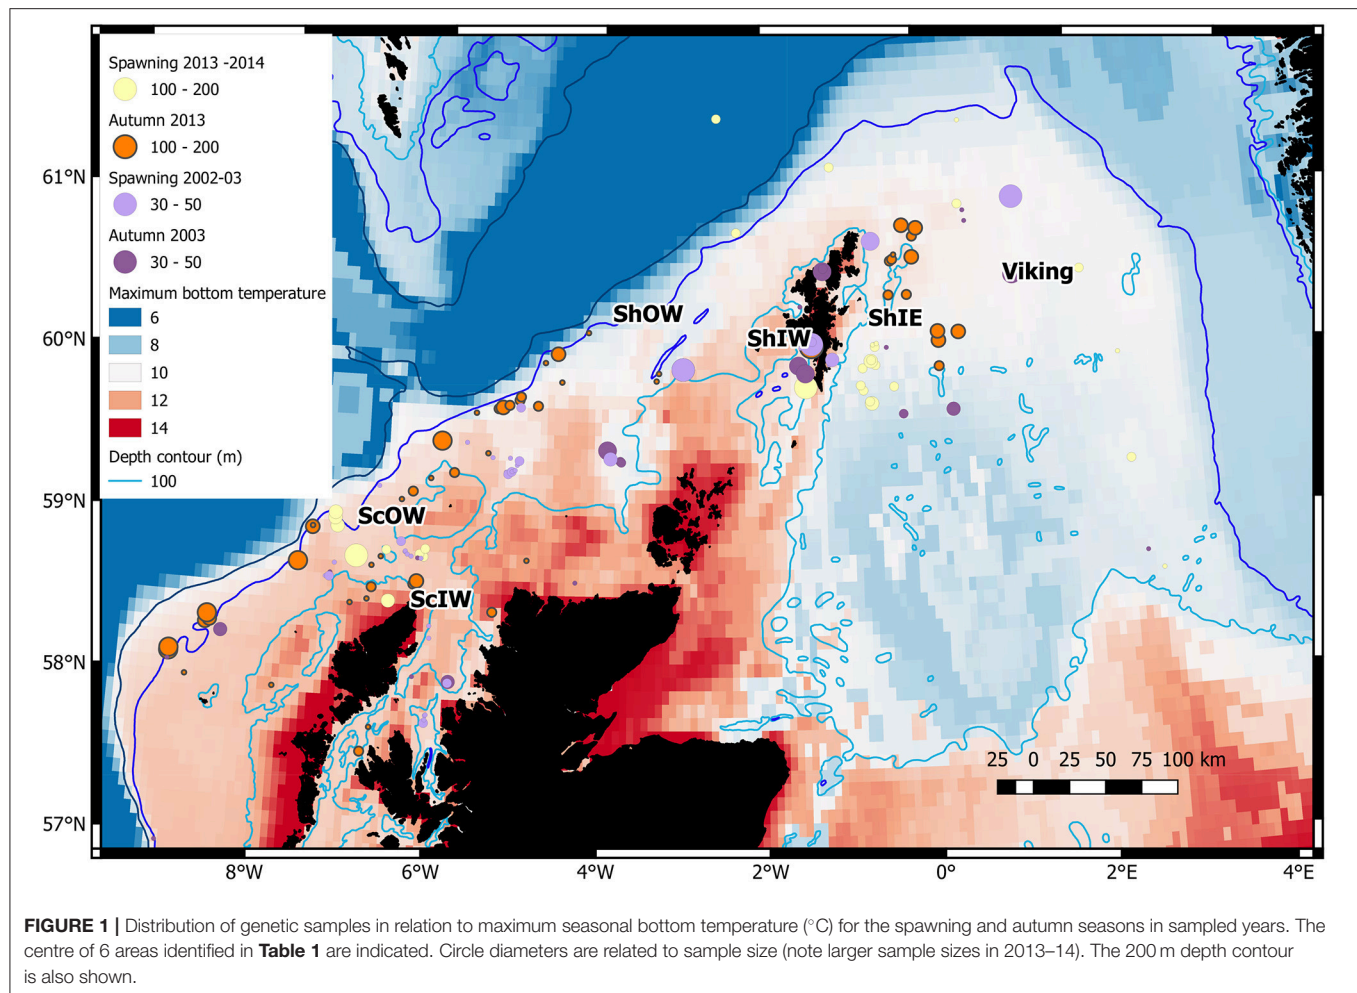 Spawning 2013 -2014
100 - 200
Autumn 2013
100 - 200
Spawning 2002-03
30 - 50
Autumn 2003
30 - 50
Maximum bottom temperature
6
8
10
12
14
Depth contour (m)
100
61°N
60°N
59°N
58°N
57°N
Viking
ShOW
ShIE
ShIW
ScOW
ScIW
25 0 25 50 75 100 km
8°W 6°W 4°W 2°W 0° 2°E 4°E
FIGURE 1 | Distribution of genetic samples in relation to maximum seasonal bottom temperature (°C) for the spawning and autumn seasons in sampled years. The
centre of 6 areas identified in Table 1 are indicated. Circle diameters are related to sample size (note larger sample sizes in 2013–14). The 200 m depth contour
is also shown.